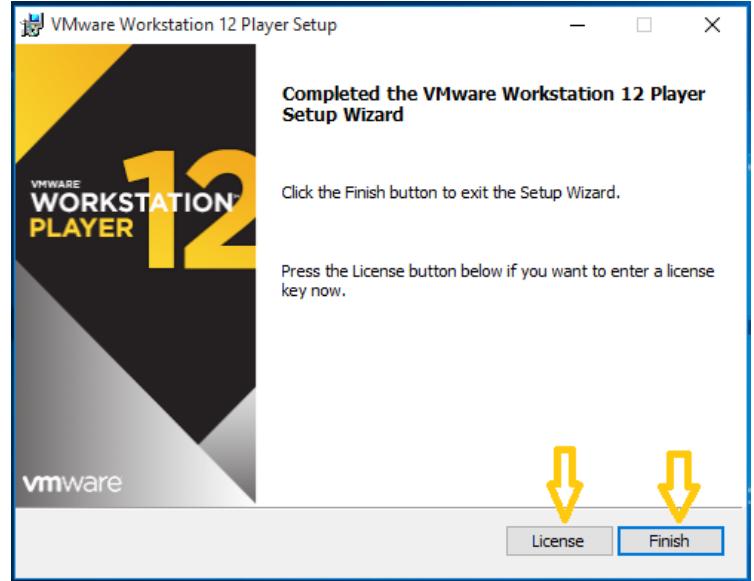 VMware Workstation 12 Player Setup
Completed the VMware Workstation 12 Player
Setup Wizard
VMWARE
WORKSTATION™
PLAYER
12
Click the Finish button to exit the Setup Wizard.
Press the License button below if you want to enter a license
key now.
vmware
License
Finish